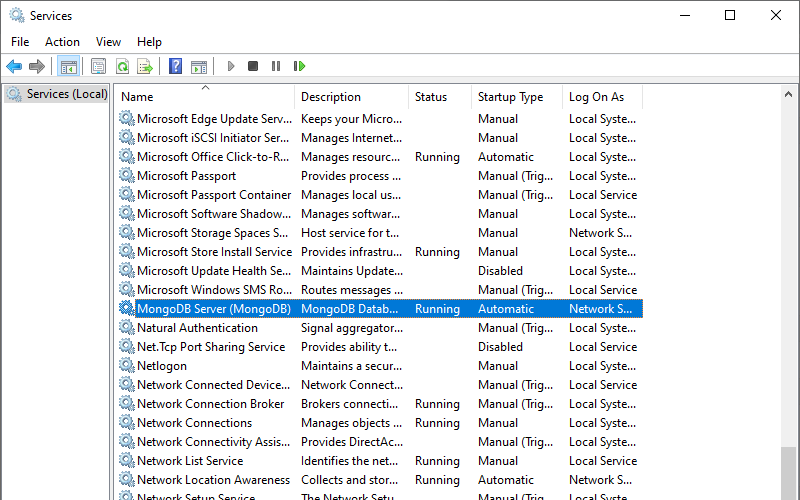 Services
File Action View Help
Services (Local)
Name Description Status Startup Type Log On As
Microsoft Edge Update Serv... Keeps your Micro... Manual Local Syste...
Microsoft iSCSI Initiator Ser... Manages Internet... Manual Local Syste...
Microsoft Office Click-to-R... Manages resourc... Running Automatic Local Syste...
Microsoft Passport Provides process ... Manual (Trig... Local Syste...
Microsoft Passport Container Manages local us... Manual (Trig... Local Service
Microsoft Software Shadow... Manages softwar... Manual Local Syste...
Microsoft Storage Spaces S... Host service for t... Manual Network S...
Microsoft Store Install Service Provides infrastru... Running Manual Local Syste...
Microsoft Update Health Se... Maintains Update... Disabled Local Syste...
Microsoft Windows SMS Ro... Routes messages ... Manual (Trig... Local Service
MongoDB Server (MongoDB) MongoDB Datab... Running Automatic Network S...
Natural Authentication Signal aggregator... Manual (Trig... Local Syste...
Net.Tcp Port Sharing Service Provides ability t... Disabled Local Service
Netlogon Maintains a secur... Manual Local Syste...
Network Connected Device... Network Connect... Manual (Trig... Local Service
Network Connection Broker Brokers connecti... Running Manual (Trig... Local Syste...
Network Connections Manages objects ... Running Manual Local Syste...
Network Connectivity Assis... Provides DirectAc... Manual (Trig... Local Syste...
Network List Service Identifies the net... Running Manual Local Service
Network Location Awareness Collects and stor... Running Automatic Network S...
Network Setup Service The Network Setu... Manual (Trig... Local Syste...